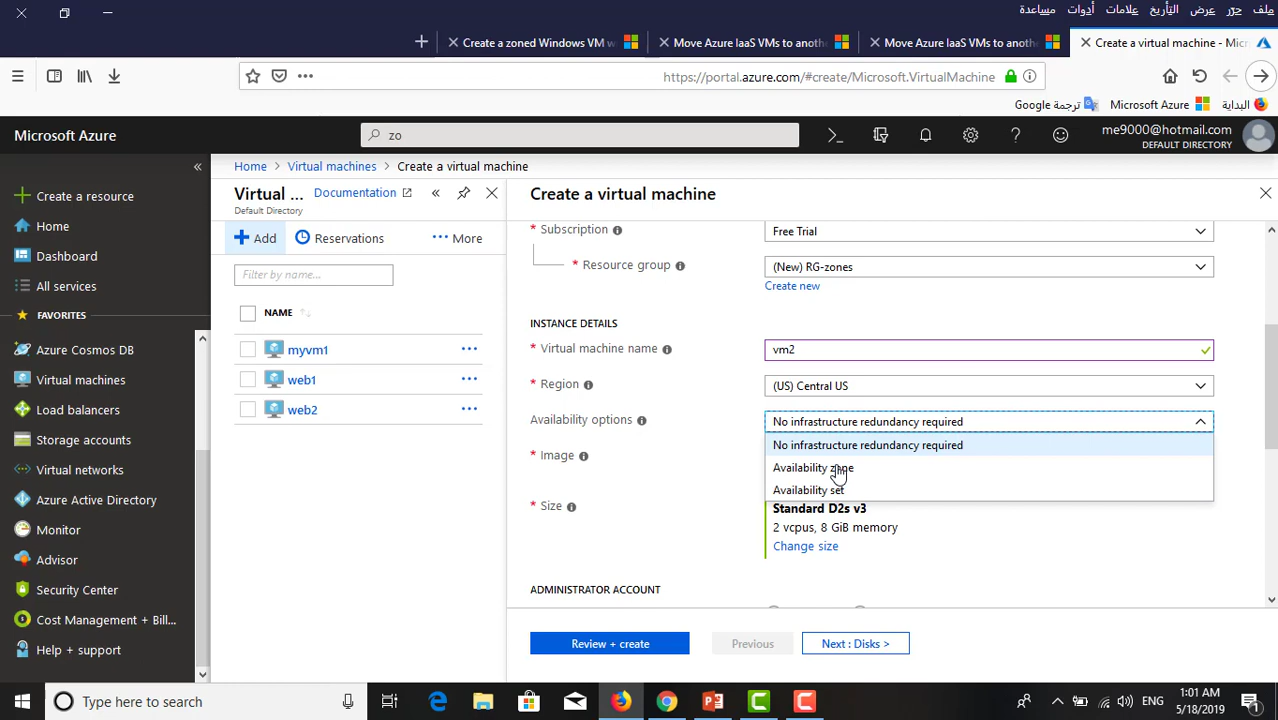 ملف حرّر عرض التأريخ علامات أدوات مساعدة
Create a zoned Windows VM w
Move Azure IaaS VMs to anoth
Move Azure IaaS VMs to anoth
Create a virtual machine - Micr
https://portal.azure.com/#create/Microsoft.VirtualMachine
البداية
Microsoft Azure
ترجمة Google
Microsoft Azure
zo
me9000@hotmail.com
DEFAULT DIRECTORY
Create a resource
Home
Dashboard
All services
FAVORITES
Azure Cosmos DB
Virtual machines
Load balancers
Storage accounts
Virtual networks
Azure Active Directory
Monitor
Advisor
Security Center
Cost Management + Bill...
Help + support
Home > Virtual machines > Create a virtual machine
Virtual ...
Documentation
Default Directory
Add
Reservations
More
Filter by name...
NAME
myvm1
web1
web2
Create a virtual machine
* Subscription
Free Trial
* Resource group
(New) RG-zones
Create new
INSTANCE DETAILS
* Virtual machine name
vm2
* Region
(US) Central US
Availability options
No infrastructure redundancy required
No infrastructure redundancy required
Availability zone
Availability set
* Image
* Size
Standard D2s v3
2 vcpus, 8 GiB memory
Change size
ADMINISTRATOR ACCOUNT
Review + create
Previous
Next : Disks >
Type here to search
ENG
1:01 AM
5/18/2019
1